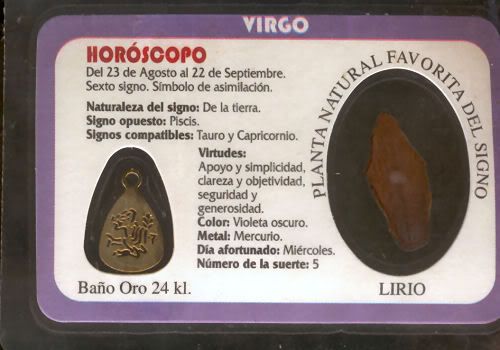 VIRGO
HORÓSCOPO
Del 23 de Agosto al 22 de Septiembre.
Sexto signo. Símbolo de asimilación.
Naturaleza del signo: De la tierra.
Signo opuesto: Piscis.
Signos compatibles: Tauro y Capricornio.
Virtudes:
Apoyo y simplicidad,
clareza y objetividad,
seguridad y
generosidad.
Color: Violeta oscuro.
Metal: Mercurio.
Día afortunado: Miércoles.
Número de la suerte: 5
Baño Oro 24 kl.
PLANTA NATURAL FAVORITA DEL SIGNO
LIRIO